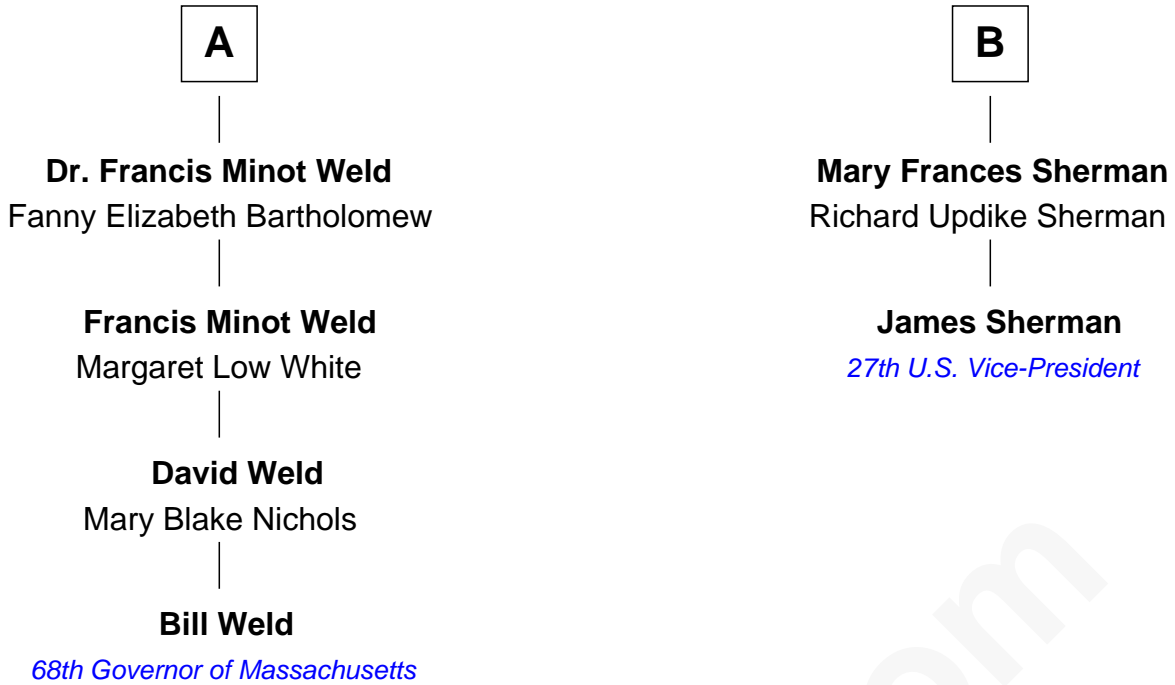 A
Dr. Francis Minot Weld
Fanny Elizabeth Bartholomew
Francis Minot Weld
Margaret Low White
David Weld
Mary Blake Nichols
Bill Weld
68th Governor of Massachusetts
B
Mary Frances Sherman
Richard Updike Sherman
James Sherman
27th U.S. Vice-President
om